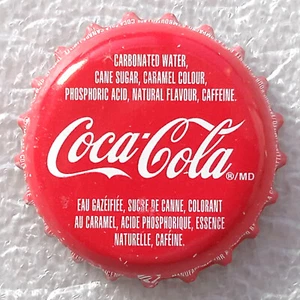 CARBONATED WATER,
CANE SUGAR, CARAMEL COLOUR,
PHOSPHORIC ACID, NATURAL FLAVOUR, CAFFEINE.
Coca-Cola ®/MD
EAU GAZÉIFIÉE, SUCRE DE CANNE, COLORANT
AU CARAMEL, ACIDE PHOSPHORIQUE, ESSENCE
NATURELLE, CAFÉINE.